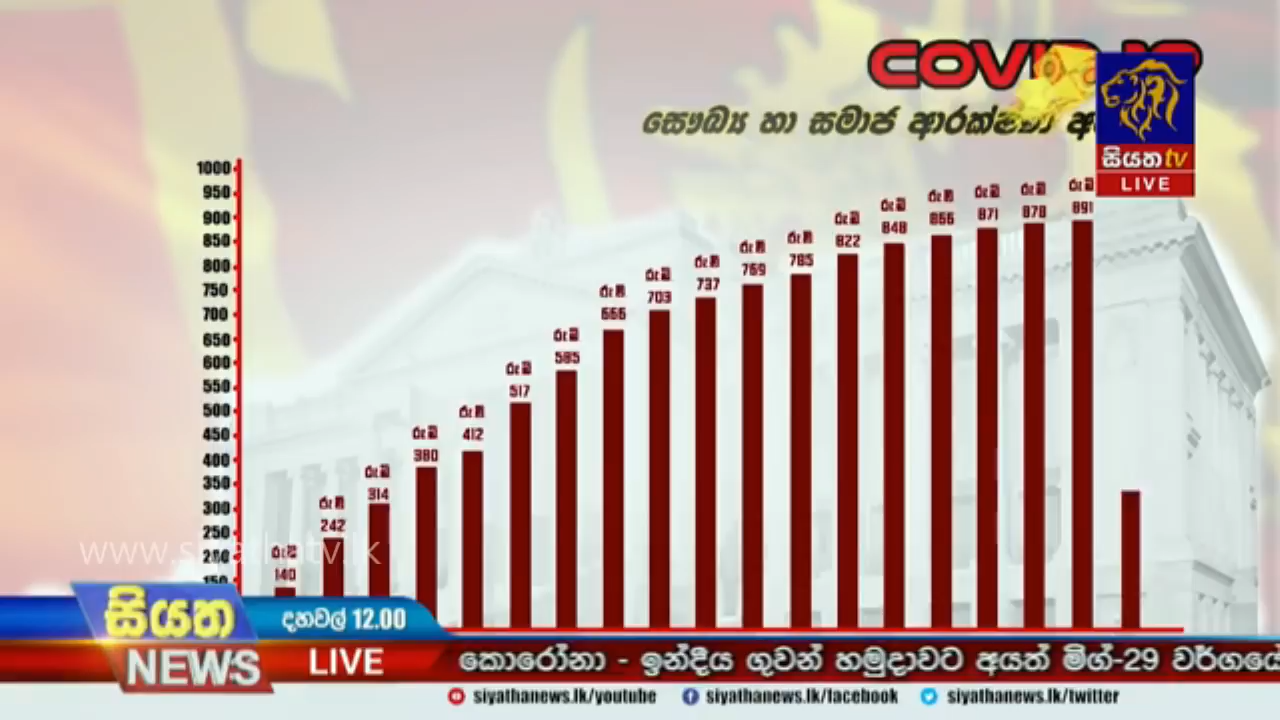 සෞඛ්‍ය හා සමාජ ආරක්ෂණ
සියත tv
LIVE
1000
950
900
850
800
750
700
650
600
550
500
450
400
350
300
250
200
150
රු මි 140
රු මි 242
රු මි 314
රු මි 380
රු මි 412
රු මි 517
රු මි 585
රු මි 666
රු මි 703
රු මි 737
රු මි 769
රු මි 785
රු මි 822
රු මි 848
රු මි 866
රු මි 871
රු මි 878
රු මි 891
www.siyathatv.lk
සියත
NEWS
දහවල් 12.00
LIVE
කොරෝනා - ඉන්දීය ගුවන් හමුදාවට අයත් මිග්-29 වර්ගයේ
siyathanews.lk/youtube
siyathanews.lk/facebook
siyathanews.lk/twitter